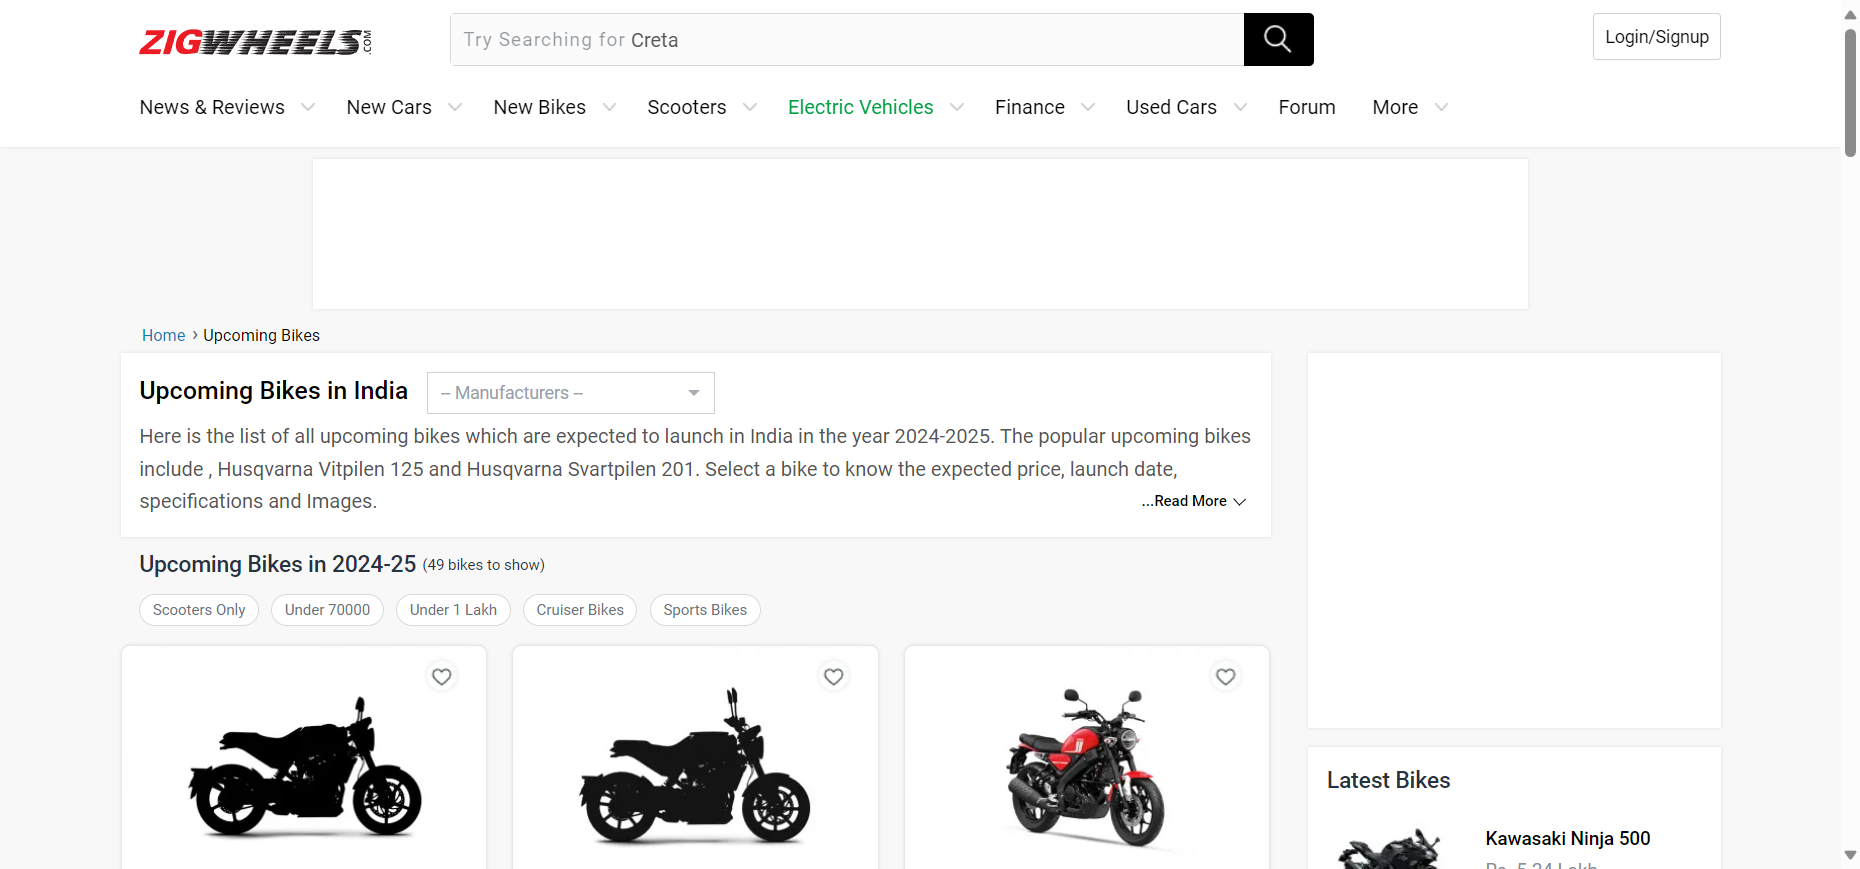 ZIGWHEELS.COM
Try Searching for Creta
Login/Signup
News & Reviews New Cars New Bikes Scooters Electric Vehicles Finance Used Cars Forum More
Home › Upcoming Bikes
Upcoming Bikes in India
-- Manufacturers --
Here is the list of all upcoming bikes which are expected to launch in India in the year 2024-2025. The popular upcoming bikes
include , Husqvarna Vitpilen 125 and Husqvarna Svartpilen 201. Select a bike to know the expected price, launch date,
specifications and Images.
...Read More
Upcoming Bikes in 2024-25 (49 bikes to show)
Scooters Only Under 70000 Under 1 Lakh Cruiser Bikes Sports Bikes
Latest Bikes
Kawasaki Ninja 500
Rs. 5.24 Lakh